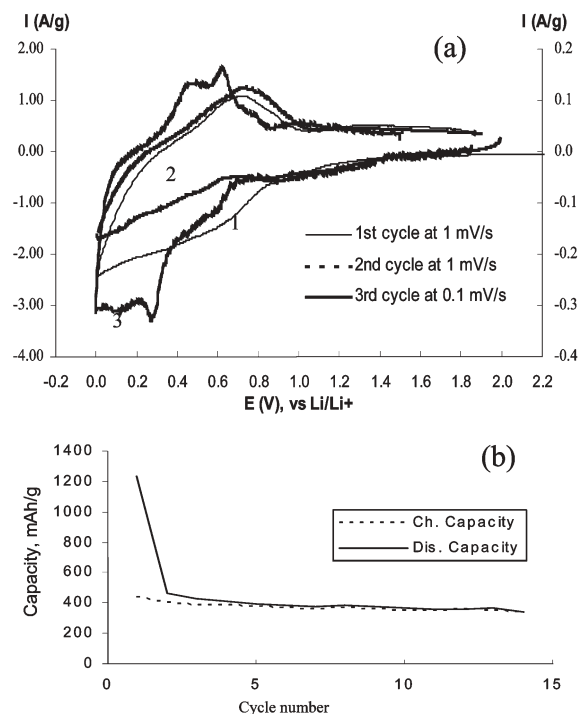 I (A/g)
I (A/g)
(a)
2.00
0.2
1.00
0.1
0.00
0.0
2
-1.00
-0.1
1
1st cycle at 1 mV/s
-2.00
-0.2
2nd cycle at 1 mV/s
3rd cycle at 0.1 mV/s
-3.00
-0.3
3
-4.00
-0.4
-0.2 0.0 0.2 0.4 0.6 0.8 1.0 1.2 1.4 1.6 1.8 2.0 2.2
E (V), vs Li/Li+
(b)
1400
1200
1000
800
600
400
200
0
Capacity, mAh/g
Ch. Capacity
Dis. Capacity
0 5 10 15
Cycle number